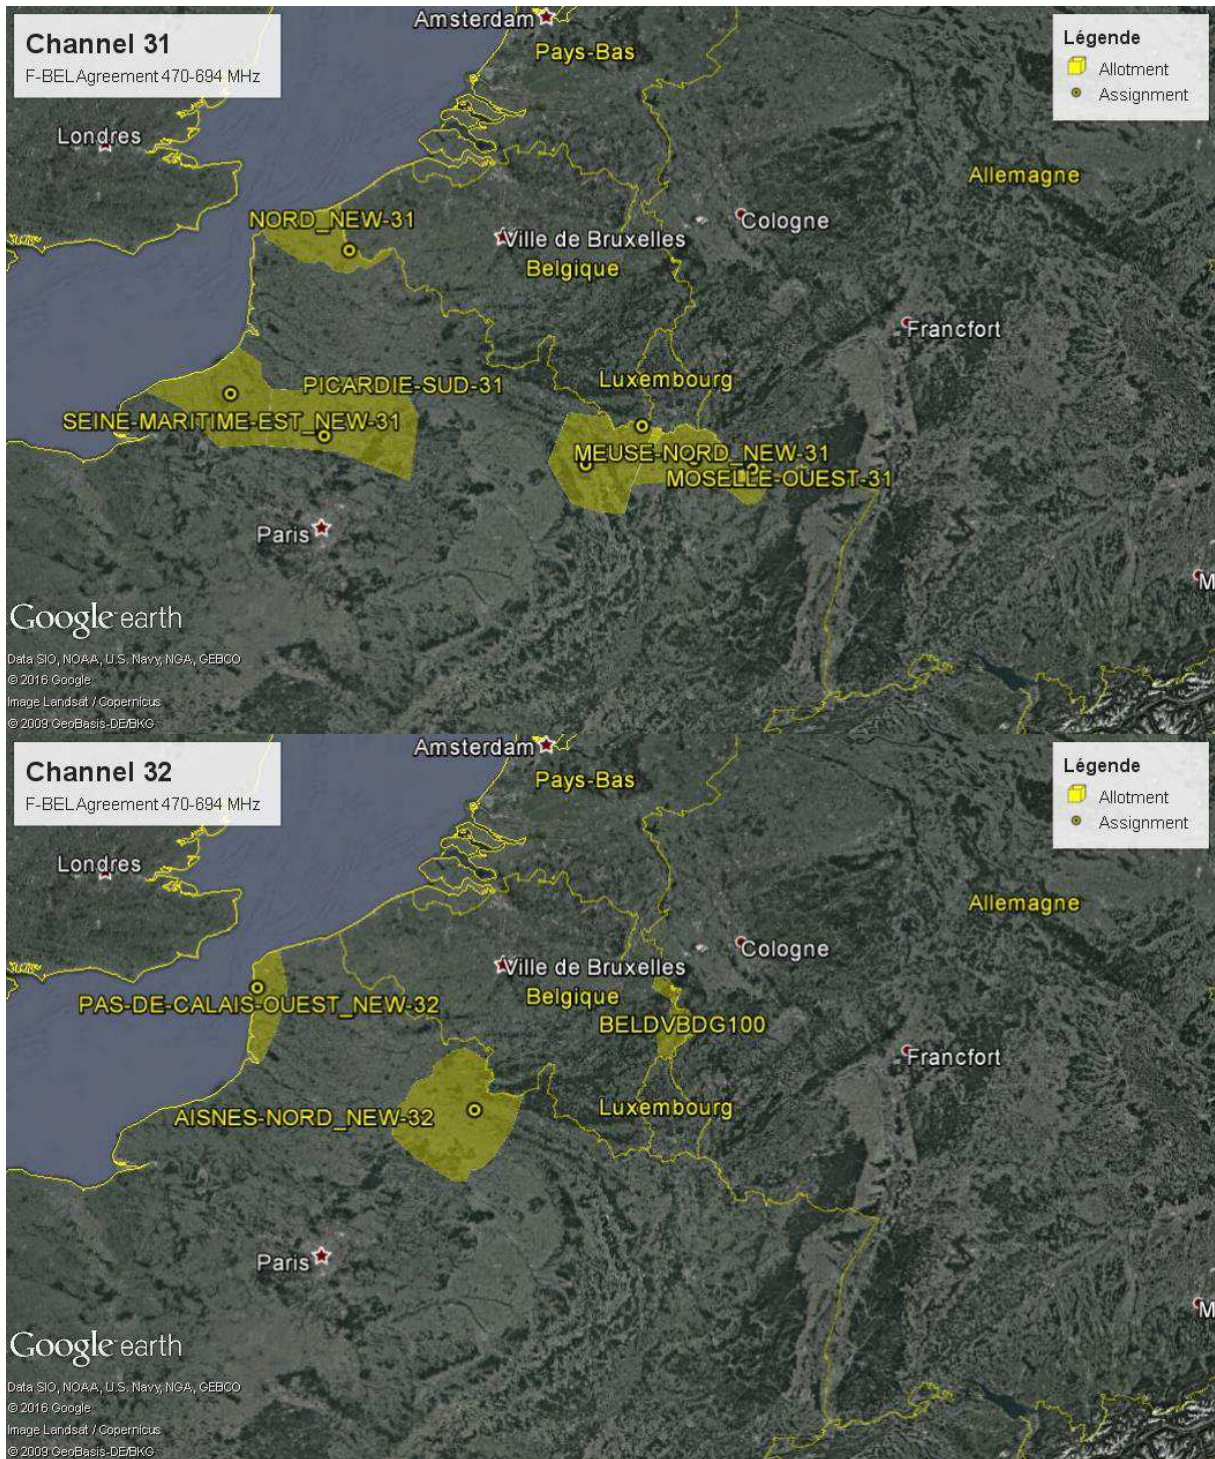 Channel 31
F-BEL Agreement 470-694 MHz
Amsterdam
Pays-Bas
Légende
Allotment
Assignment
Londres
Allemagne
NORD_NEW-31
Cologne
Ville de Bruxelles
Belgique
Francfort
PICARDIE-SUD-31
Luxembourg
SEINE-MARITIME-EST_NEW-31
MEUSE-NORD_NEW-31
MOSELLE-OUEST-31
Paris
M
Google earth
Data SIO, NOAA, U.S. Navy, NGA, GEBCO
© 2016 Google
Image Landsat / Copernicus
© 2009 GeoBasis-DE/BKG
Channel 32
F-BEL Agreement 470-694 MHz
Amsterdam
Pays-Bas
Légende
Allotment
Assignment
Londres
Allemagne
Cologne
Ville de Bruxelles
Belgique
PAS-DE-CALAIS-OUEST_NEW-32
BELDVBDG100
Francfort
Luxembourg
AISNES-NORD_NEW-32
Paris
M
Google earth
Data SIO, NOAA, U.S. Navy, NGA, GEBCO
© 2016 Google
Image Landsat / Copernicus
© 2009 GeoBasis-DE/BKG